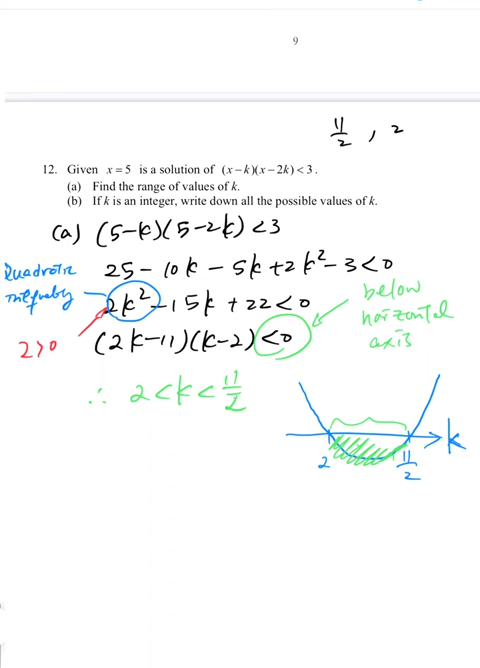 9
11/2 , 2
12. Given x = 5 is a solution of (x − k)(x − 2k) < 3 .
(a) Find the range of values of k.
(b) If k is an integer, write down all the possible values of k.
(a) (5−k)(5−2k) < 3
25 − 10k − 5k + 2k² − 3 < 0
Quadratic
2k² − 15k + 22 < 0
2 > 0
(2k − 11)(k − 2) < 0
below
horizontal
axis
∴ 2 < k < 11/2
k
2
11/2